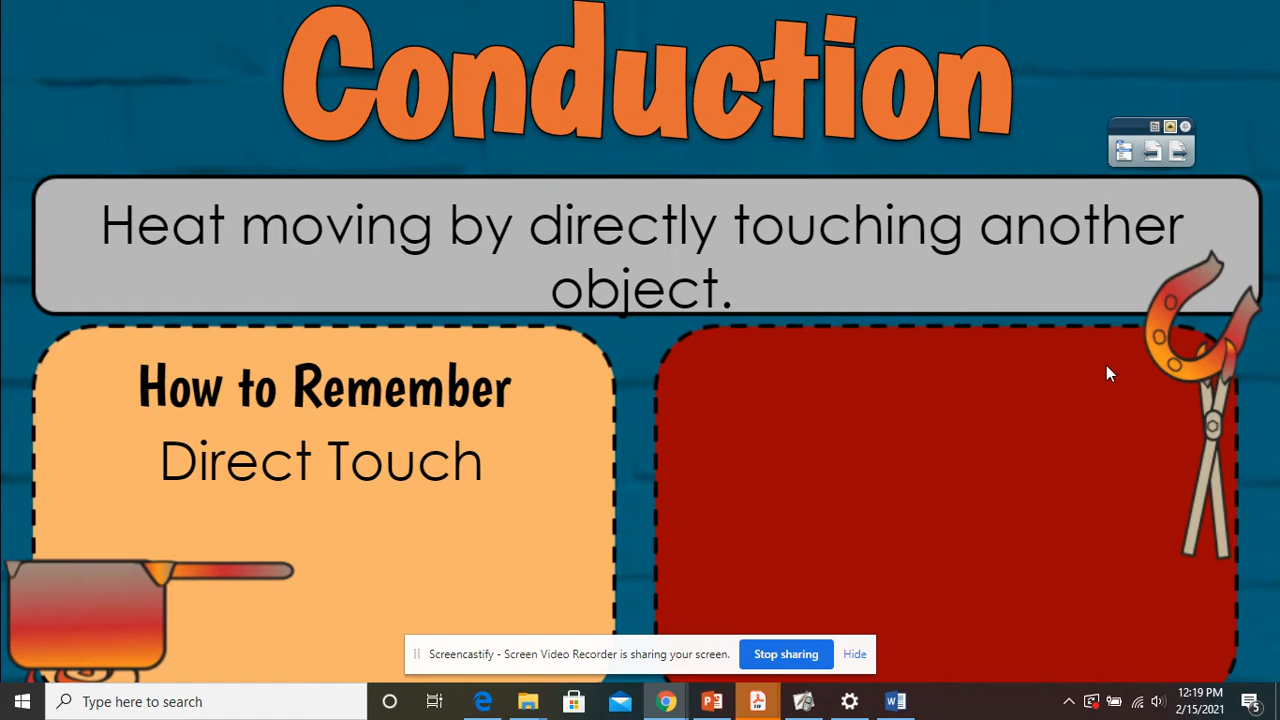 Conduction
Heat moving by directly touching another
object.
How to Remember
Direct Touch
Screencastify - Screen Video Recorder is sharing your screen.
Stop sharing
Hide
Type here to search
12:19 PM
2/15/2021
5